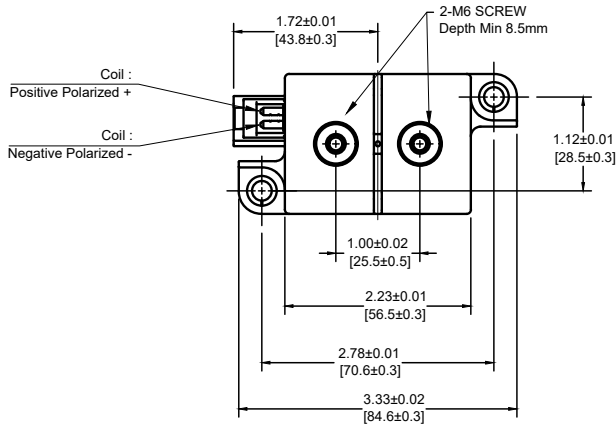 1.72±0.01
[43.8±0.3]
2-M6 SCREW
Depth Min 8.5mm
Coil :
Positive Polarized +
Coil :
Negative Polarized -
1.12±0.01
[28.5±0.3]
1.00±0.02
[25.5±0.5]
2.23±0.01
[56.5±0.3]
2.78±0.01
[70.6±0.3]
3.33±0.02
[84.6±0.3]